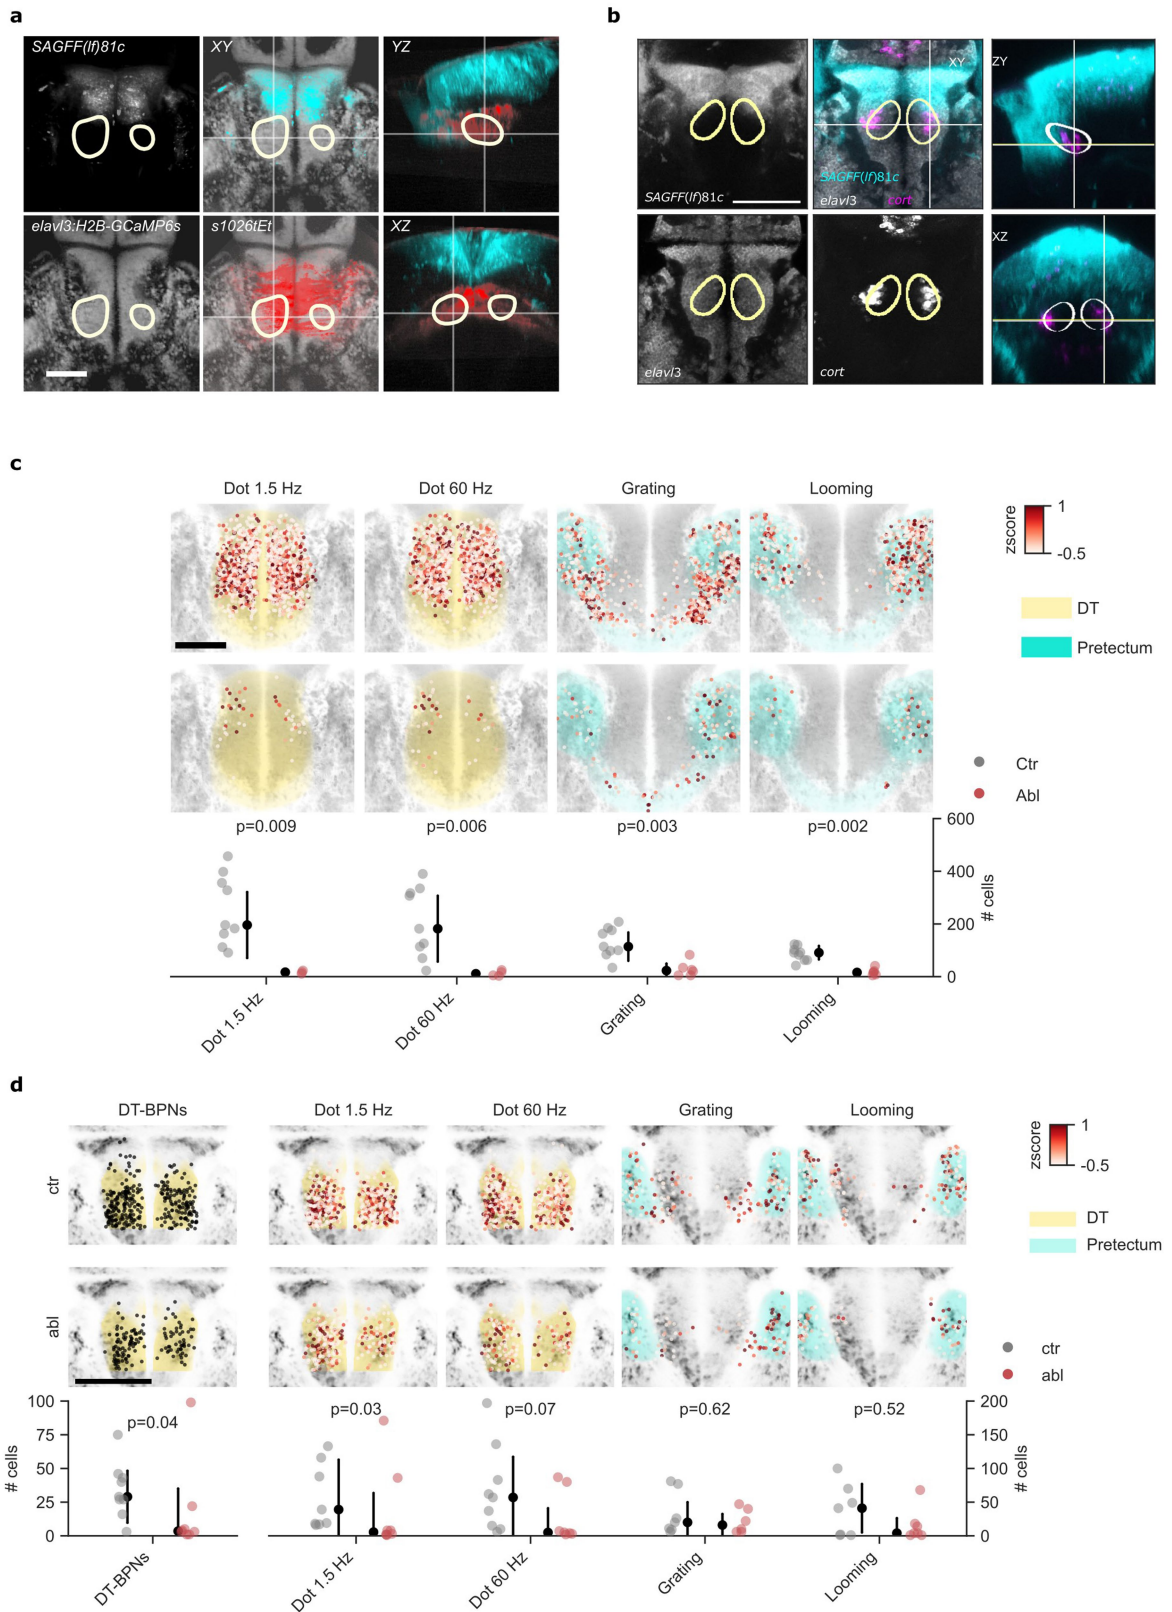 a
SAGFF(lf)81c
XY
YZ
elavl3:H2B-GCaMP6s
s1026tEt
XZ
b
SAGFF(lf)81c
XY
SAGFF(lf)81c
elavl3 cort
ZY
elavl3
cort
XZ
c
Dot 1.5 Hz
Dot 60 Hz
Grating
Looming
zscore
1
-0.5
DT
Pretectum
Ctr
Abl
p=0.009
p=0.006
p=0.003
p=0.002
600
400
200
0
# cells
Dot 1.5 Hz
Dot 60 Hz
Grating
Looming
d
DT-BPNs
Dot 1.5 Hz
Dot 60 Hz
Grating
Looming
ctr
zscore
1
-0.5
DT
Pretectum
abl
ctr
abl
100
75
50
25
0
# cells
p=0.04
p=0.03
p=0.07
p=0.62
p=0.52
200
150
100
50
0
# cells
DT-BPNs
Dot 1.5 Hz
Dot 60 Hz
Grating
Looming